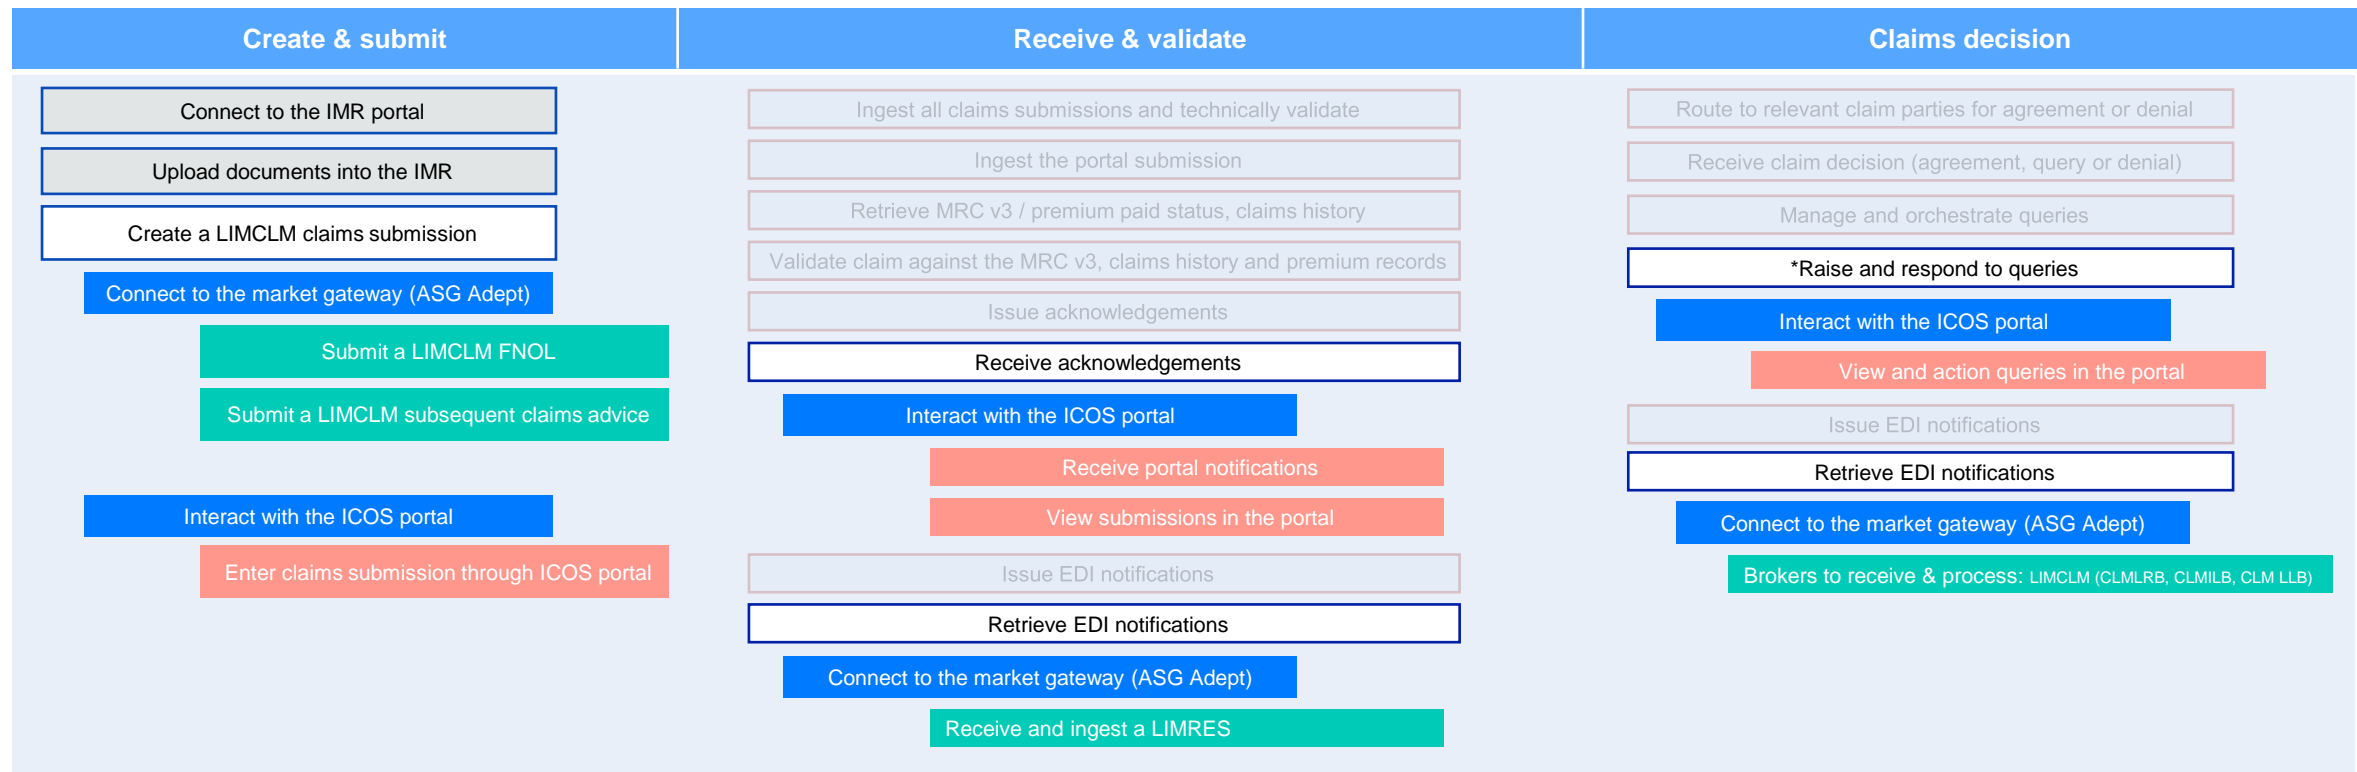 Create & submit
Connect to the IMR portal
Upload documents into the IMR
Create a LIMCLM claims submission
Connect to the market gateway (ASG Adept)
Submit a LIMCLM FNOL
Submit a LIMCLM subsequent claims advice
Interact with the ICOS portal
Enter claims submission through ICOS portal
Receive & validate
Ingest all claims submissions and technically validate
Ingest the portal submission
Retrieve MRC v3 / premium paid status, claims history
Validate claim against the MRC v3, claims history and premium records
Issue acknowledgements
Receive acknowledgements
Interact with the ICOS portal
Receive portal notifications
View submissions in the portal
Issue EDI notifications
Retrieve EDI notifications
Connect to the market gateway (ASG Adept)
Receive and ingest a LIMRES
Claims decision
Route to relevant claim parties for agreement or denial
Receive claim decision (agreement, query or denial)
Manage and orchestrate queries
*Raise and respond to queries
Interact with the ICOS portal
View and action queries in the portal
Issue EDI notifications
Retrieve EDI notifications
Connect to the market gateway (ASG Adept)
Brokers to receive & process: LIMCLM (CLMLRB, CLMILB, CLM LLB)